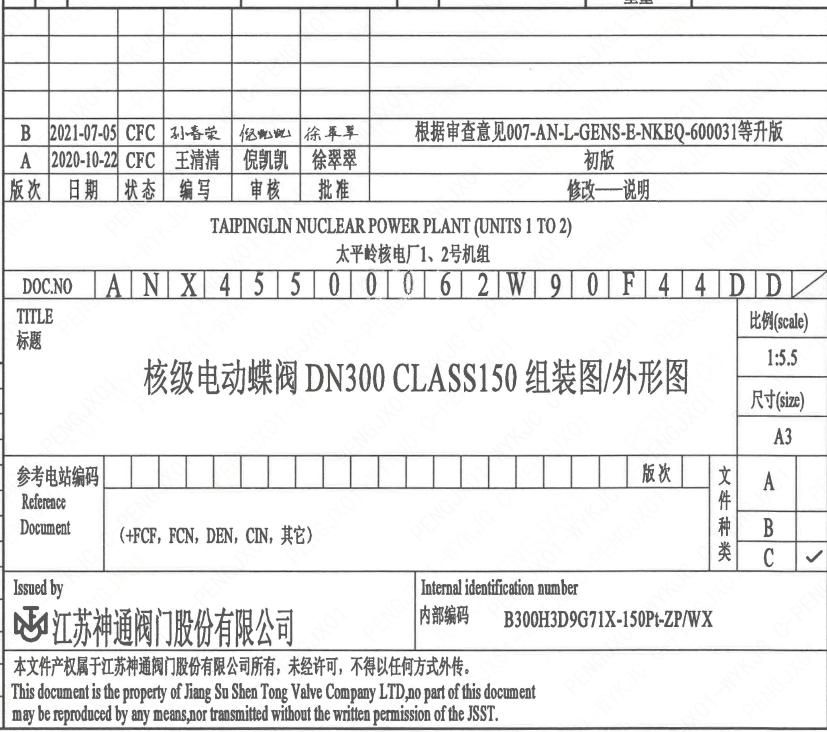 B 2021-07-05 CFC 孙春荣 倪凯凯 徐翠翠 根据审查意见007-AN-L-GENS-E-NKEQ-600031等升版
A 2020-10-22 CFC 王清清 倪凯凯 徐翠翠 初版
版次 日期 状态 编写 审核 批准 修改——说明
TAIPINGLIN NUCLEAR POWER PLANT (UNITS 1 TO 2)
太平岭核电厂1、2号机组
DOC.NO A N X 4 5 5 0 0 0 6 2 W 9 0 F 4 4 D D
TITLE
标题
核级电动蝶阀 DN300 CLASS150 组装图/外形图
比例(scale)
1:5.5
尺寸(size)
A3
参考电站编码
Reference
Document
版次
(+FCF, FCN, DEN, CIN, 其它)
文件种类
A
B
C ✓
Issued by
江苏神通阀门股份有限公司
Internal identification number
内部编码 B300H3D9G71X-150Pt-ZP/WX
本文件产权属于江苏神通阀门股份有限公司所有，未经许可，不得以任何方式外传。
This document is the property of Jiang Su Shen Tong Valve Company LTD,no part of this document
may be reproduced by any means,nor transmitted without the written permission of the JSST.